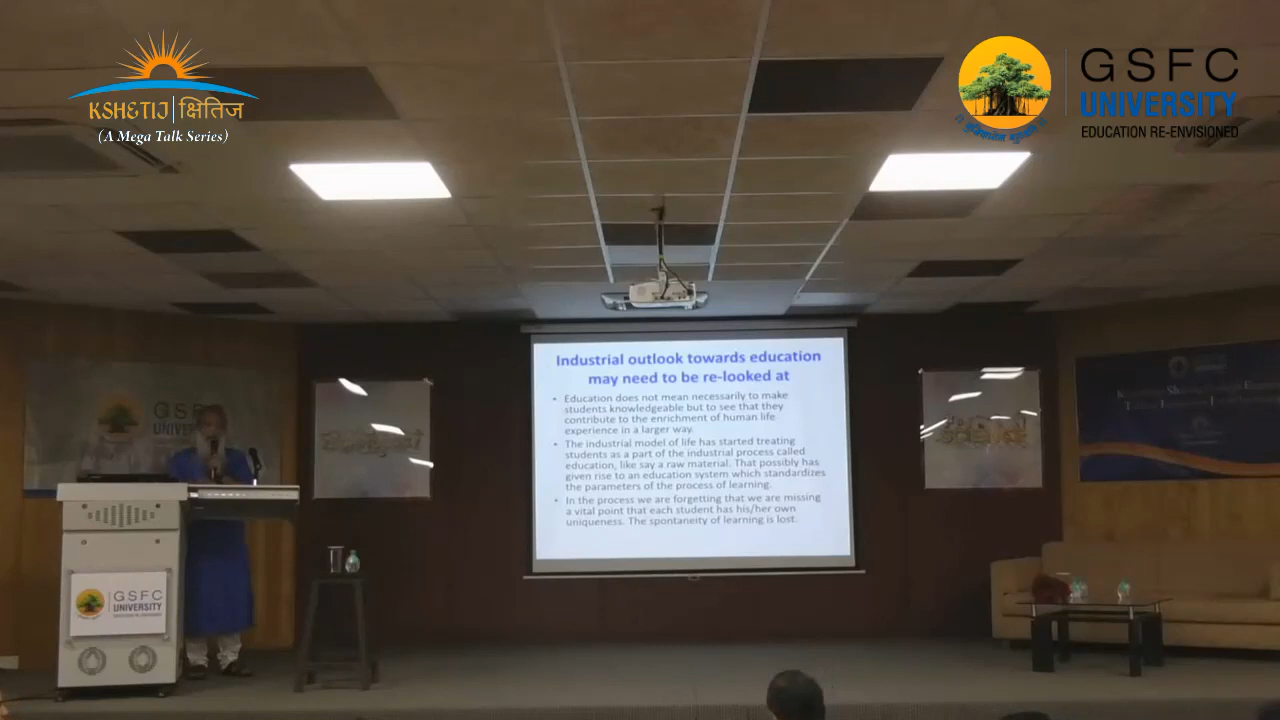 KSHITIJ | क्षितिज
(A Mega Talk Series)
GSFC
UNIVERSITY
EDUCATION RE-ENVISIONED
Industrial outlook towards education
may need to be re-looked at
• Education does not mean necessarily to make
students knowledgeable but to see that they
contribute to the enrichment of human life
experience in a larger way.
• The industrial model of life has started treating
students as a part of the industrial process called
education, like say a raw material. That possibly has
given rise to an education system which standardizes
the parameters of the process of learning.
• In the process we are forgetting that we are missing
a vital point that each student has his/her own
uniqueness. The spontaneity of learning is lost.
GSFC
GSFC
UNIVERSITY